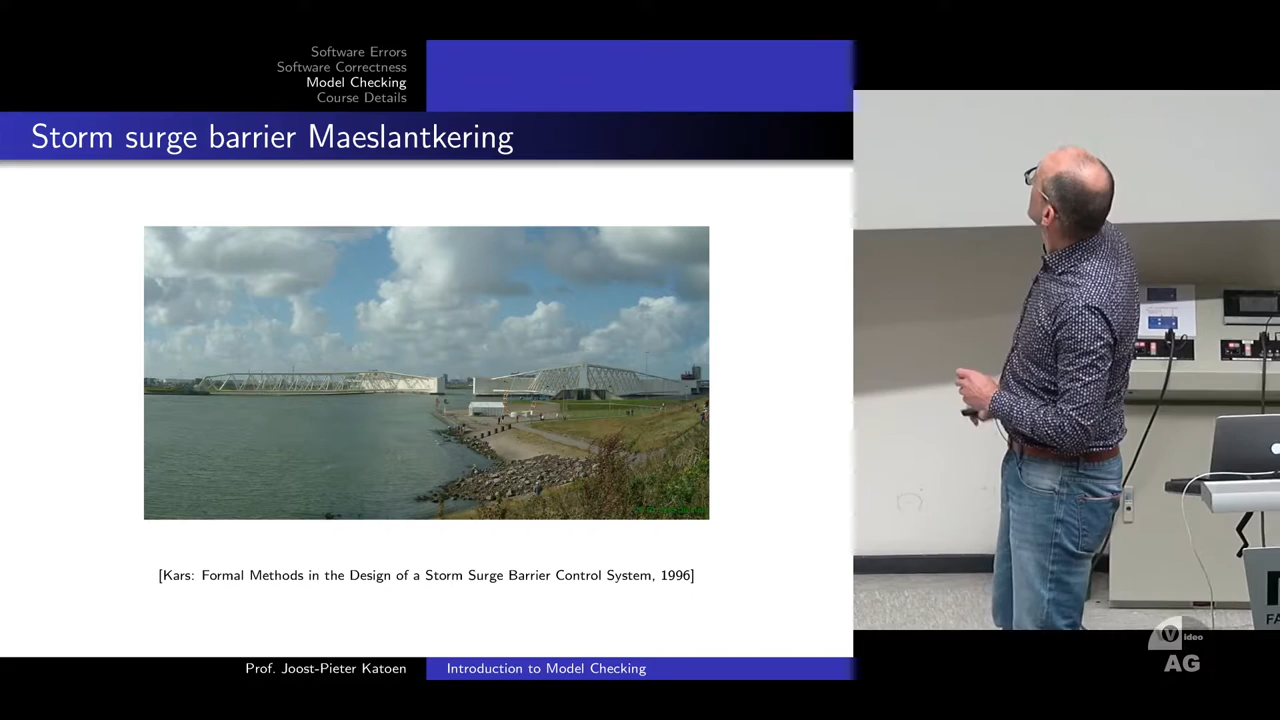 Software Errors
Software Correctness
Model Checking
Course Details
Storm surge barrier Maeslantkering
[Kars: Formal Methods in the Design of a Storm Surge Barrier Control System, 1996]
Prof. Joost-Pieter Katoen
Introduction to Model Checking
Video
AG
FA